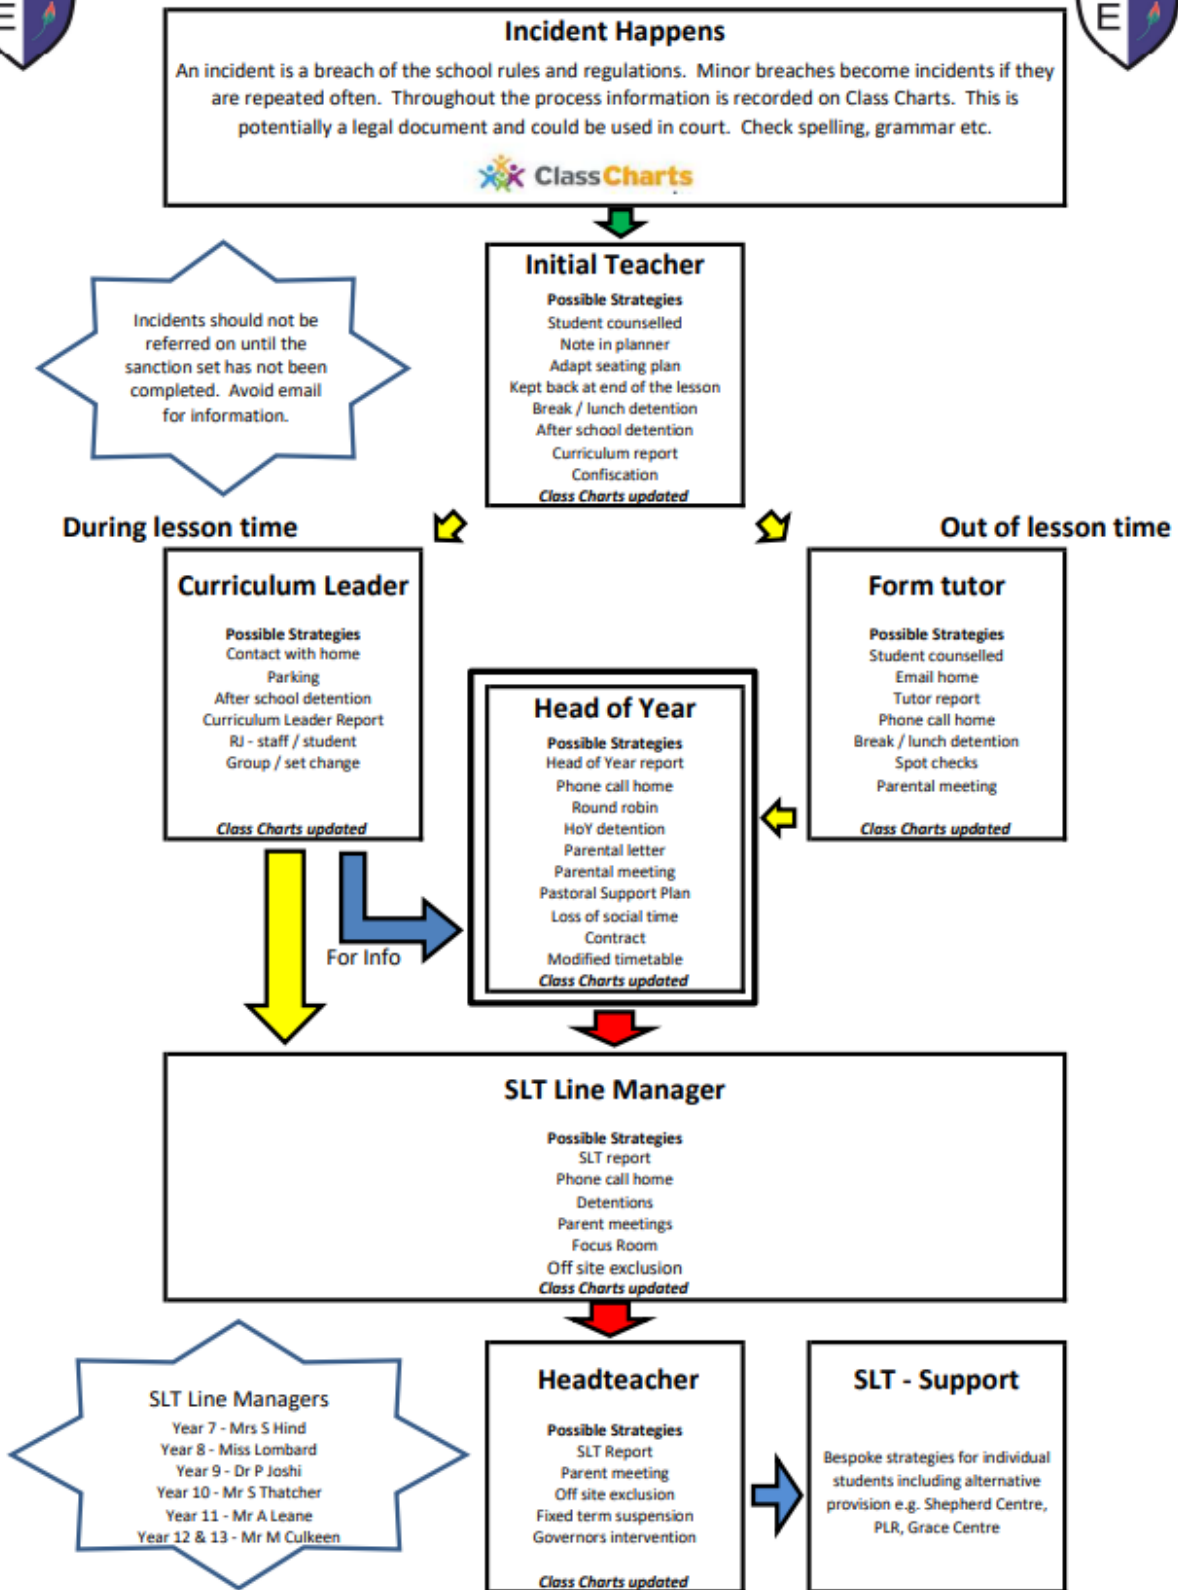 E
E
Incident Happens
An incident is a breach of the school rules and regulations. Minor breaches become incidents if they
are repeated often. Throughout the process information is recorded on Class Charts. This is
potentially a legal document and could be used in court. Check spelling, grammar etc.
ClassCharts
Incidents should not be
referred on until the
sanction set has not been
completed. Avoid email
for information.
Initial Teacher
Possible Strategies
Student counselled
Note in planner
Adapt seating plan
Kept back at end of the lesson
Break / lunch detention
After school detention
Curriculum report
Confiscation
Class Charts updated
During lesson time
Out of lesson time
Curriculum Leader
Possible Strategies
Contact with home
Parking
After school detention
Curriculum Leader Report
RJ - staff / student
Group / set change
Class Charts updated
Form tutor
Possible Strategies
Student counselled
Email home
Tutor report
Phone call home
Break / lunch detention
Spot checks
Parental meeting
Class Charts updated
Head of Year
Possible Strategies
Head of Year report
Phone call home
Round robin
HoY detention
Parental letter
Parental meeting
Pastoral Support Plan
Loss of social time
Contract
Modified timetable
Class Charts updated
For Info
SLT Line Manager
Possible Strategies
SLT report
Phone call home
Detentions
Parent meetings
Focus Room
Off site exclusion
Class Charts updated
SLT Line Managers
Year 7 - Mrs S Hind
Year 8 - Miss Lombard
Year 9 - Dr P Joshi
Year 10 - Mr S Thatcher
Year 11 - Mr A Leane
Year 12 & 13 - Mr M Culkeen
Headteacher
Possible Strategies
SLT Report
Parent meeting
Off site exclusion
Fixed term suspension
Governors intervention
Class Charts updated
SLT - Support
Bespoke strategies for individual
students including alternative
provision e.g. Shepherd Centre,
PLR, Grace Centre